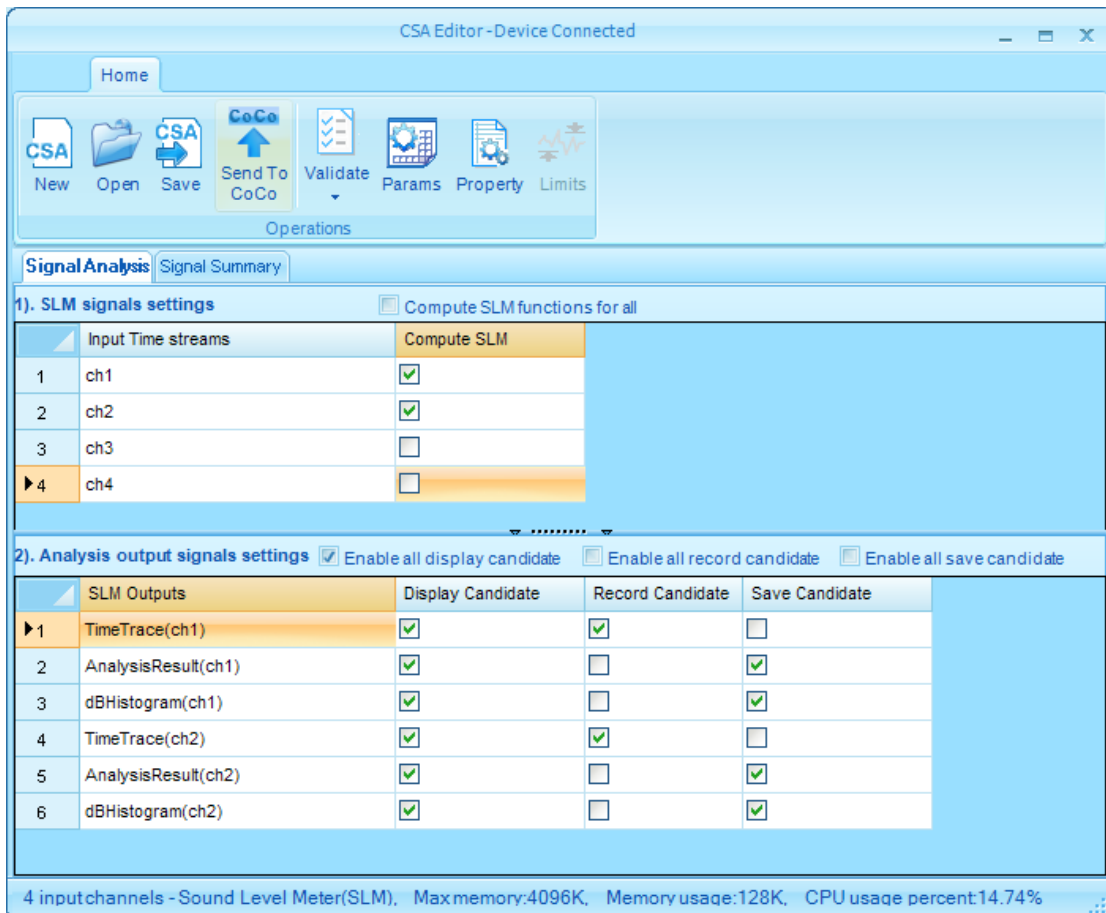 CSA Editor - Device Connected
Home
CSA
New
Open
CSA
Save
CoCo
Send To
CoCo
Validate
Params
Property
Limits
Operations
Signal Analysis Signal Summary
1). SLM signals settings Compute SLM functions for all
Input Time streams Compute SLM
1 ch1
2 ch2
3 ch3
4 ch4
2). Analysis output signals settings Enable all display candidate Enable all record candidate Enable all save candidate
SLM Outputs Display Candidate Record Candidate Save Candidate
1 TimeTrace(ch1)
2 AnalysisResult(ch1)
3 dBHistogram(ch1)
4 TimeTrace(ch2)
5 AnalysisResult(ch2)
6 dBHistogram(ch2)
4 input channels - Sound Level Meter(SLM), Max memory:4096K, Memory usage:128K, CPU usage percent:14.74%